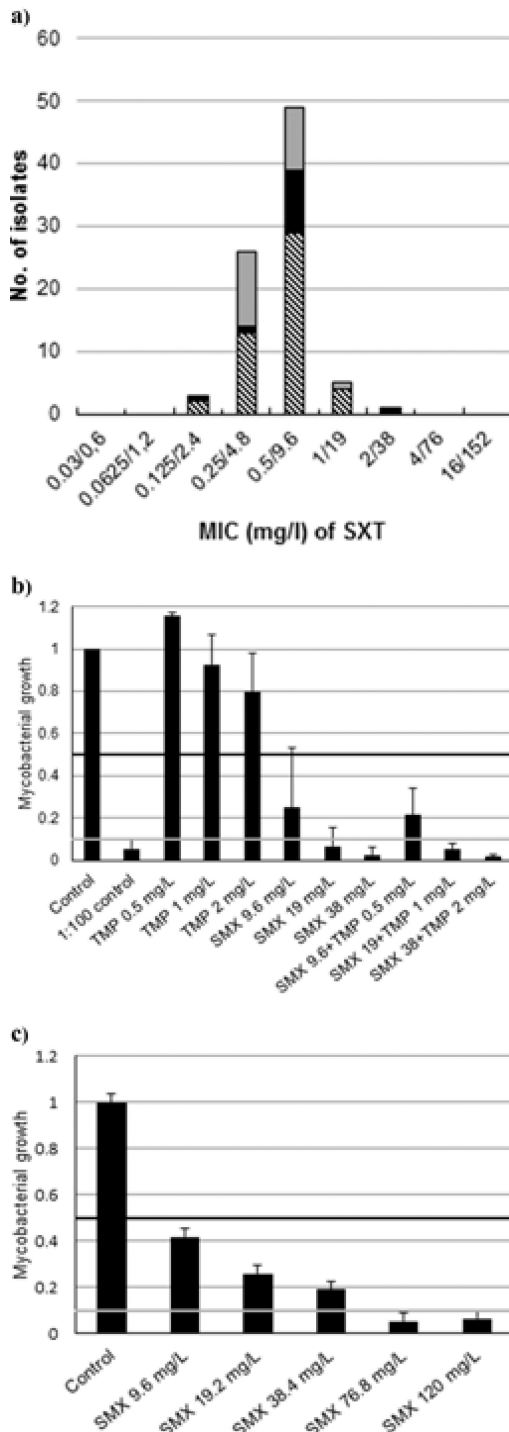 a)
60
50
40
30
20
10
0
No. of isolates
0.03/0,6
0.0625/1,2
0.125/2.4
0.25/4.8
0.5/9.6
1/19
2/38
4/76
16/152
MIC (mg/l) of SXT
b)
1.2
1
0.8
0.6
0.4
0.2
0
Mycobacterial growth
Control
1:100 control
TMP 0.5 mg/L
TMP 1 mg/L
TMP 2 mg/L
SMX 9.6 mg/L
SMX 19 mg/L
SMX 38 mg/L
SMX 9.6+TMP 0.5 mg/L
SMX 19+TMP 1 mg/L
SMX 38+TMP 2 mg/L
c)
1.2
1
0.8
0.6
0.4
0.2
0
Mycobacterial growth
Control
SMX 9.6 mg/L
SMX 19.2 mg/L
SMX 38.4 mg/L
SMX 76.8 mg/L
SMX 120 mg/L